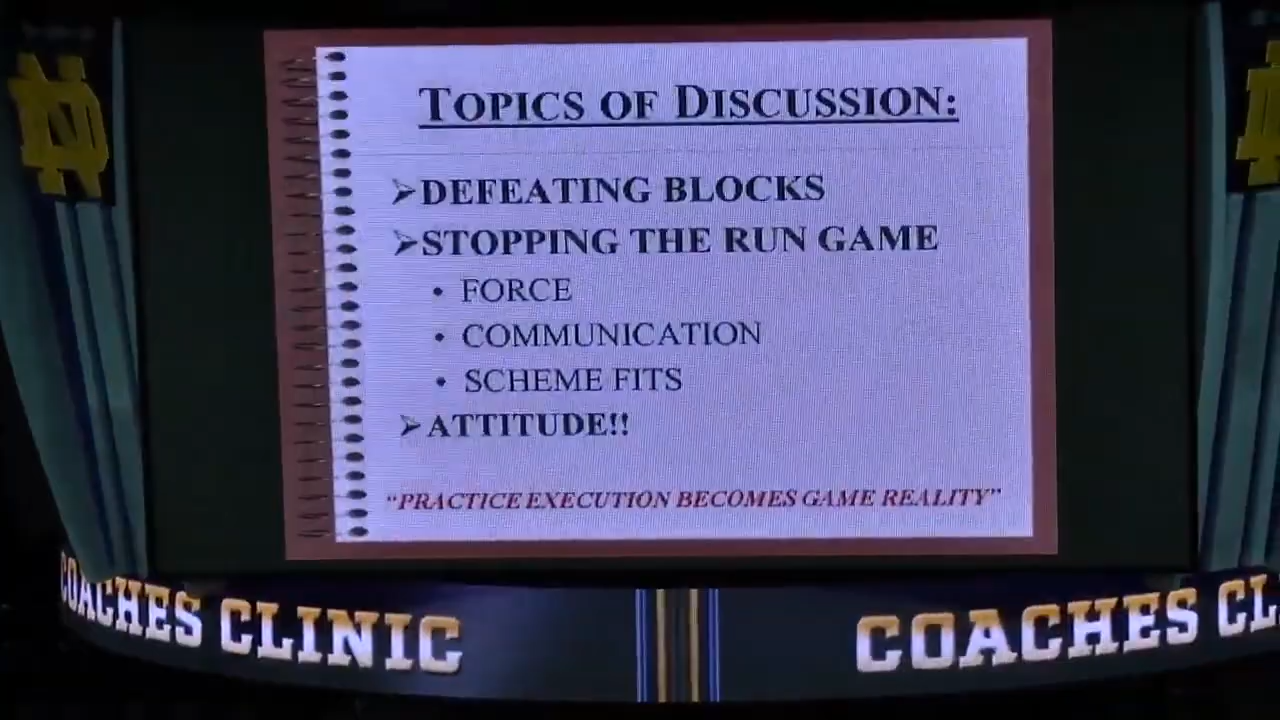 ND
TOPICS OF DISCUSSION:
➢DEFEATING BLOCKS
➢STOPPING THE RUN GAME
• FORCE
• COMMUNICATION
• SCHEME FITS
➢ATTITUDE!!
"PRACTICE EXECUTION BECOMES GAME REALITY"
COACHES CLINIC
COACHES CL